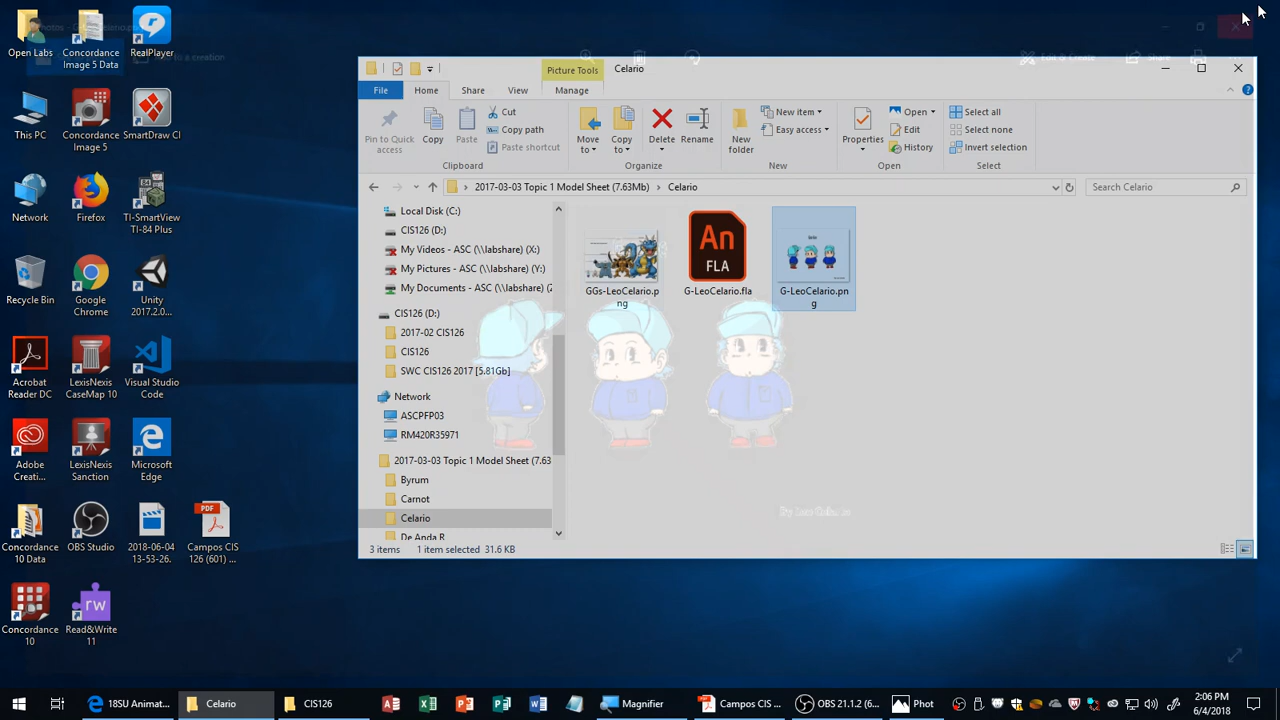 Open Labs
Concordance Image 5 Data
RealPlayer
This PC
Concordance Image 5
SmartDraw CI
Network
Firefox
TI-SmartView TI-84 Plus
Recycle Bin
Google Chrome
Unity 2017.2.0...
Acrobat Reader DC
LexisNexis CaseMap 10
Visual Studio Code
Adobe Creati...
LexisNexis Sanction
Microsoft Edge
Concordance 10 Data
OBS Studio
2018-06-04 13-53-26.
Campos CIS 126 (601) ...
Concordance 10
Read&Write 11
Add to a creation
Edit & Create
Share
Picture Tools
Celario
File
Home
Share
View
Manage
Pin to Quick access
Copy
Paste
Cut
Copy path
Paste shortcut
Clipboard
Move to
Copy to
Delete
Rename
Organize
New folder
New item
Easy access
New
Properties
Open
Edit
History
Open
Select all
Select none
Invert selection
Select
2017-03-03 Topic 1 Model Sheet (7.63Mb) > Celario
Search Celario
Local Disk (C:)
CIS126 (D:)
My Videos - ASC (\\labshare) (X:)
My Pictures - ASC (\\labshare) (Y:)
My Documents - ASC (\\labshare) (Z
CIS126 (D:)
2017-02 CIS126
CIS126
SWC CIS126 2017 [5.81Gb]
Network
ASCPFP03
RM420R35971
2017-03-03 Topic 1 Model Sheet (7.63
Byrum
Carnot
Celario
De Anda R
An
FLA
GGs-LeoCelario.png
G-LeoCelario.fla
G-LeoCelario.png
3 items
1 item selected 31.6 KB
18SU Animat...
Celario
CIS126
Magnifier
Campos CIS ...
OBS 21.1.2 (6...
Phot
2:06 PM
6/4/2018